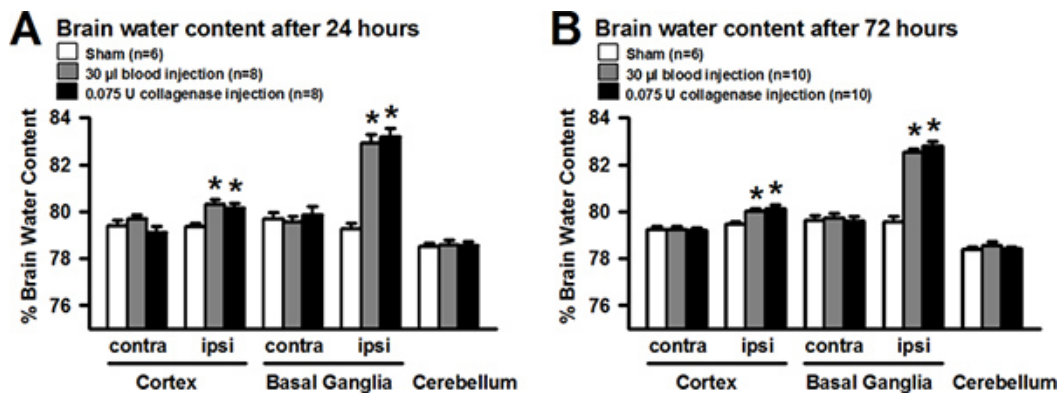 A Brain water content after 24 hours
Sham (n=6)
30 µl blood injection (n=8)
0.075 U collagenase injection (n=8)
% Brain Water Content
84
82
80
78
76
* * * *
contra ipsi contra ipsi
Cortex Basal Ganglia Cerebellum
B Brain water content after 72 hours
Sham (n=6)
30 µl blood injection (n=10)
0.075 U collagenase injection (n=10)
% Brain Water Content
84
82
80
78
76
* * * *
contra ipsi contra ipsi
Cortex Basal Ganglia Cerebellum